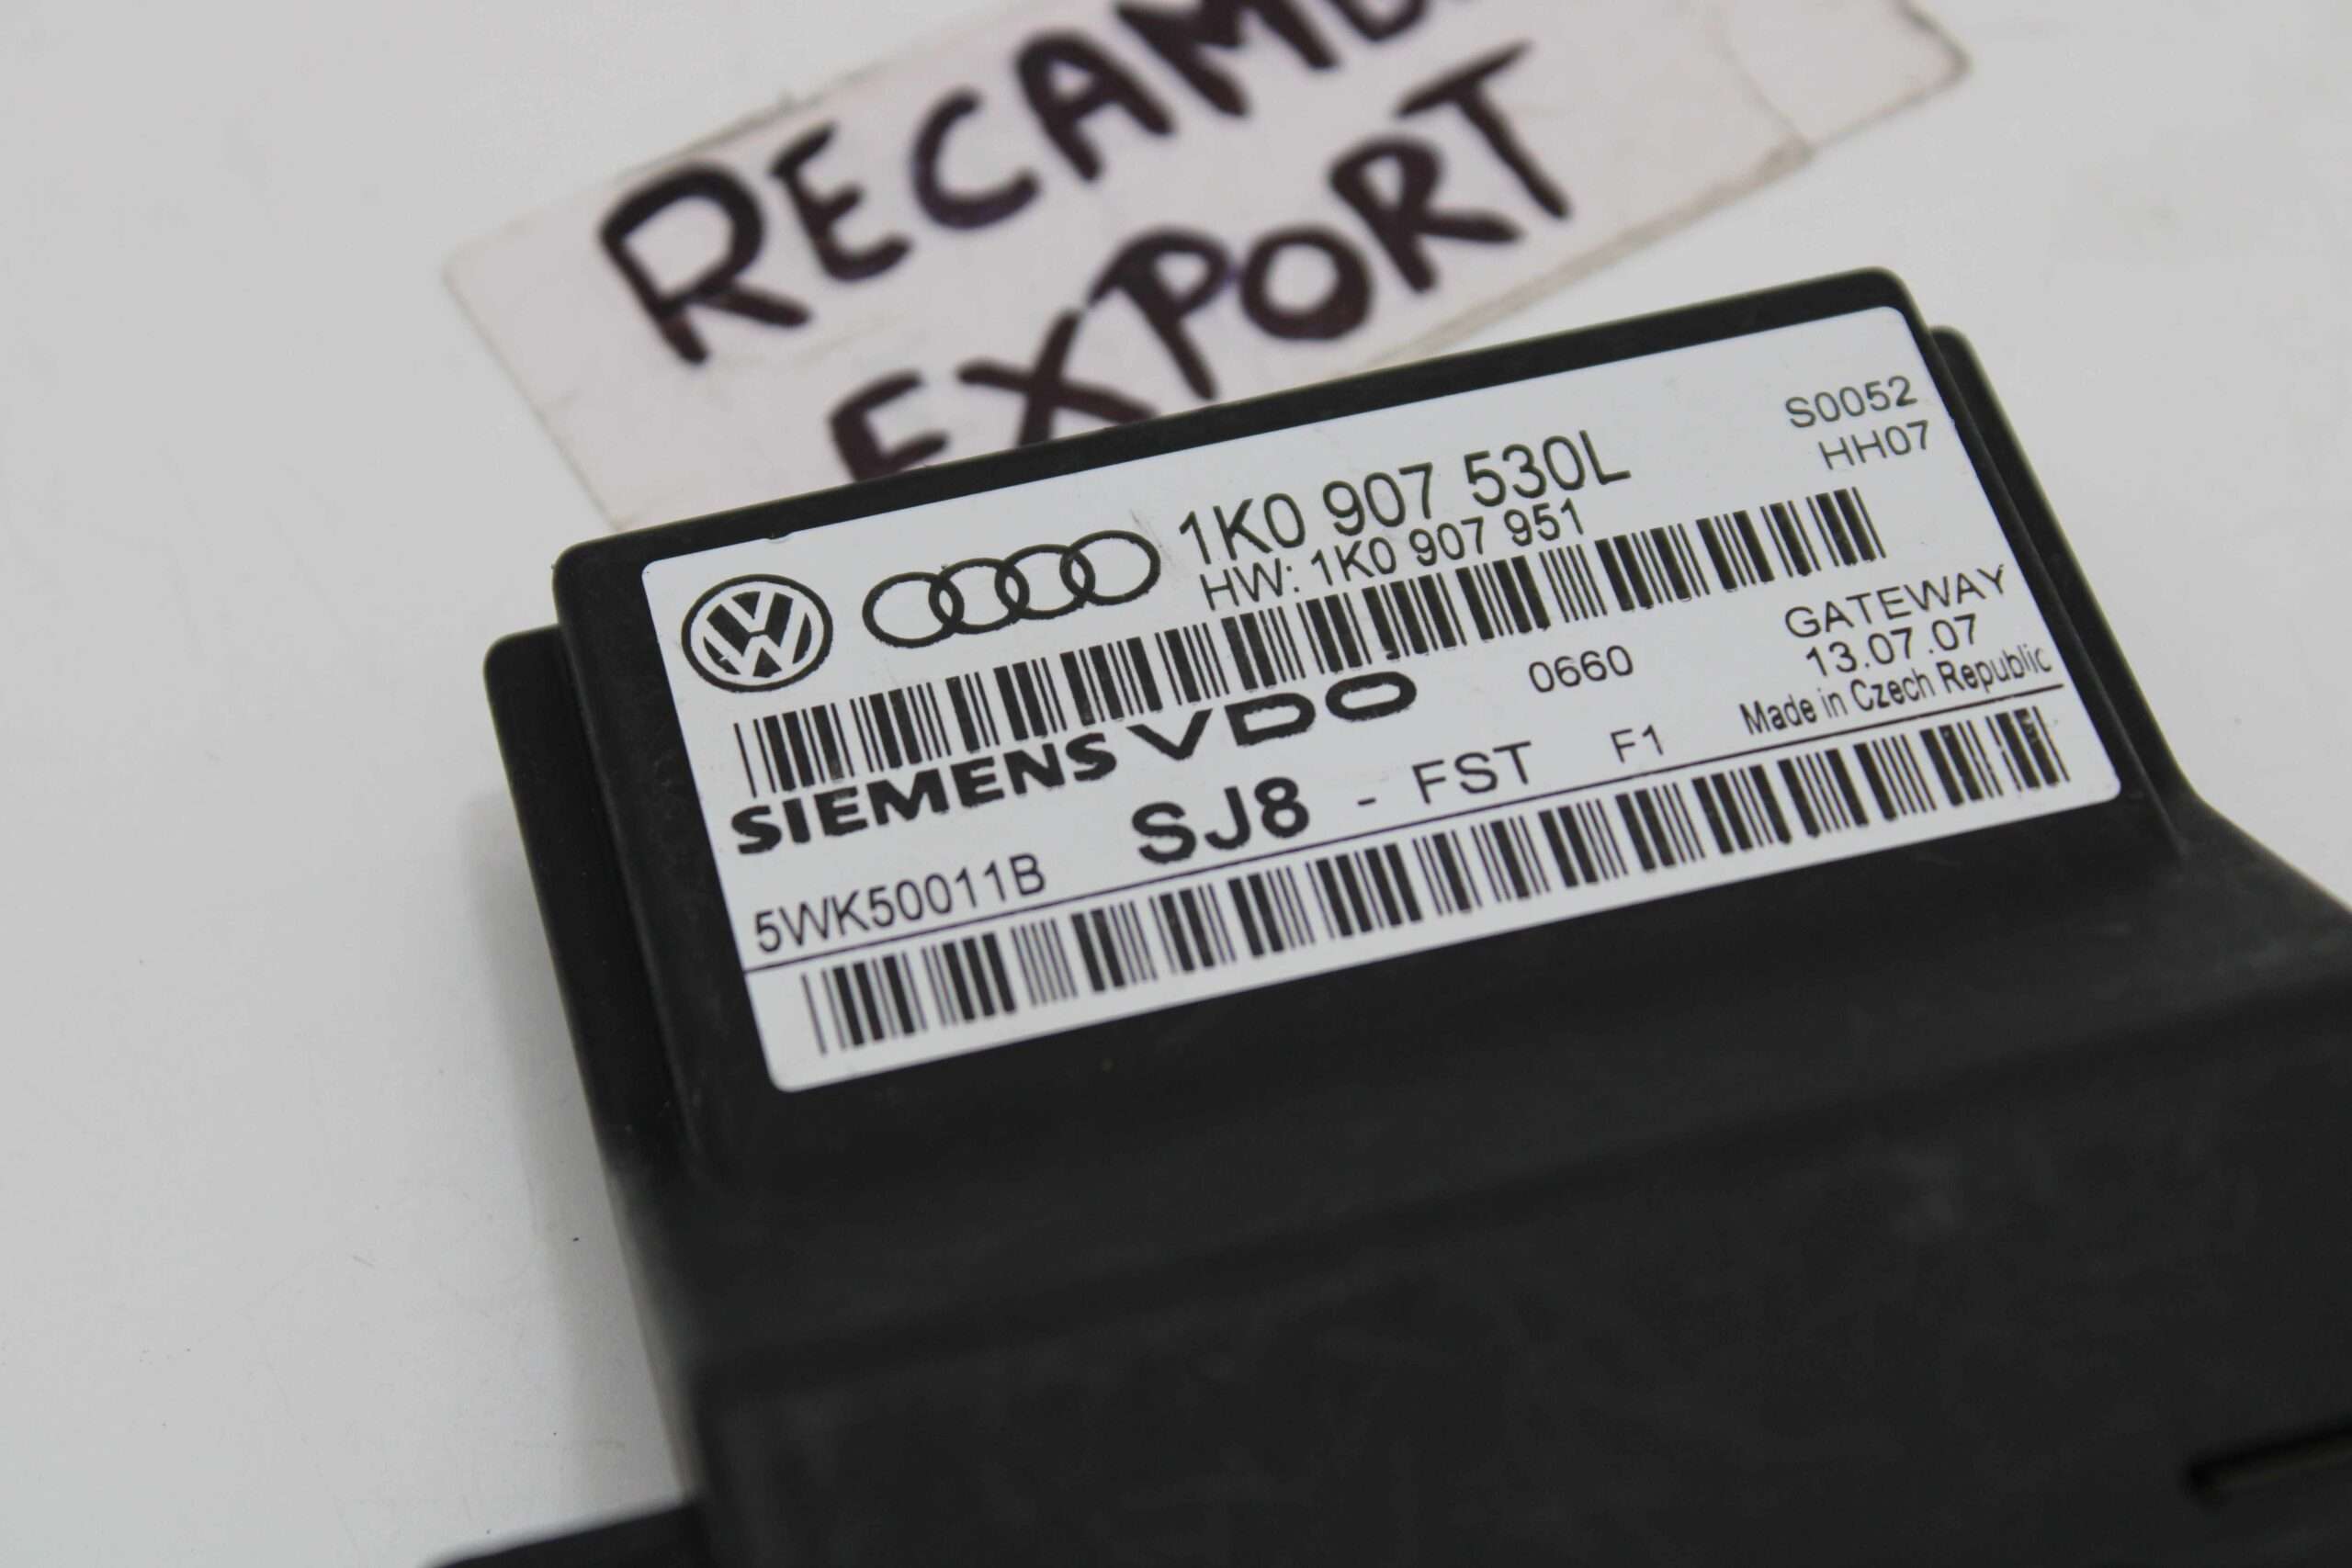 RECAMB
EXPORT
1K0 907 530L
S0052
HW: 1K0 907 951
HH07
SIEMENS VDO
0660
GATEWAY
13.07.07
5WK50011B SJ8 - FST F1 Made in Czech Republic